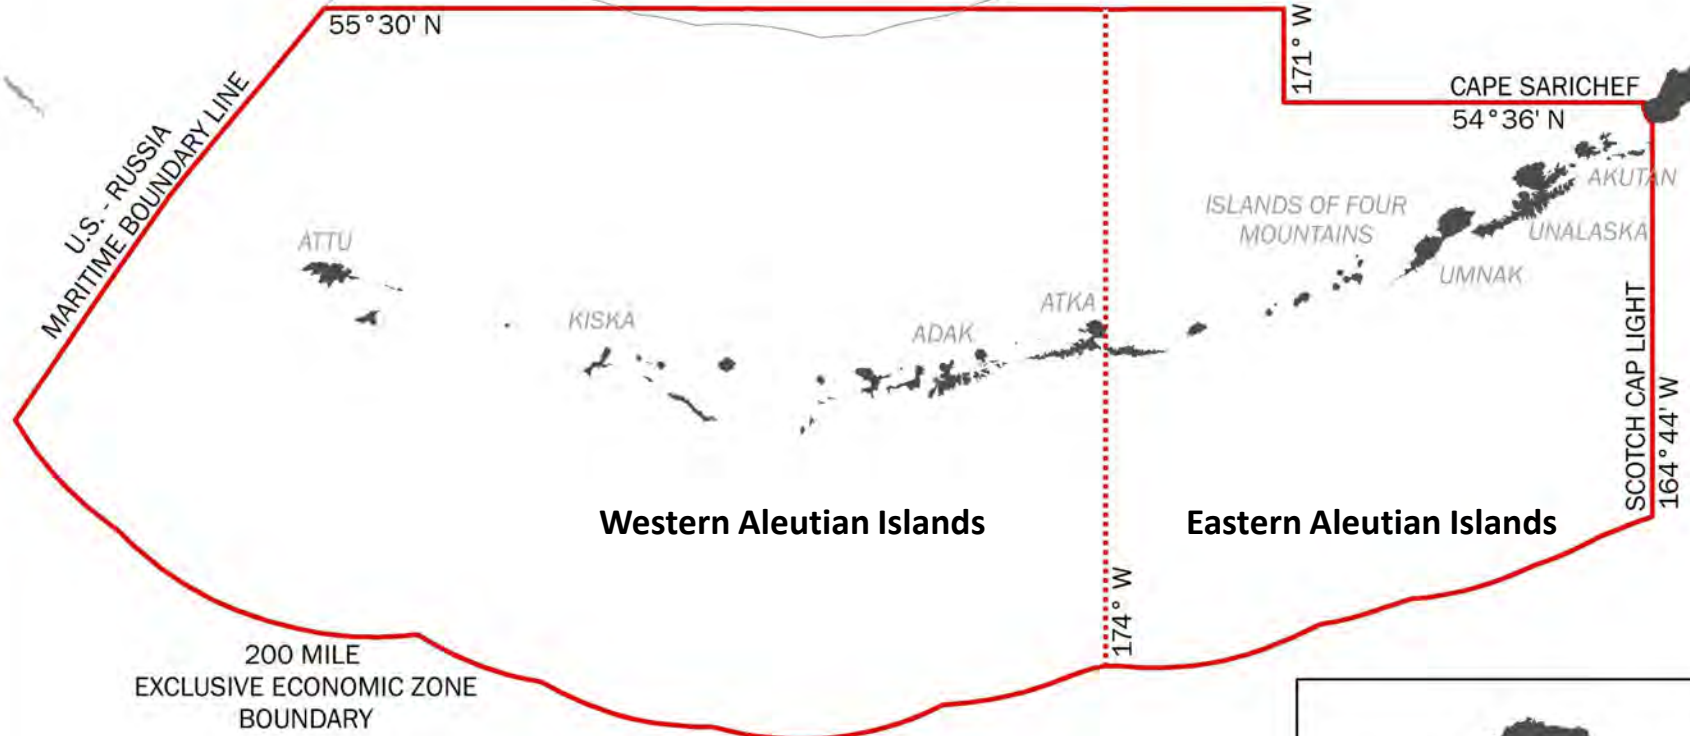 55°30' N
171° W
CAPE SARICHEF
54°36' N
U.S. - RUSSIA
MARITIME BOUNDARY LINE
AKUTAN
ISLANDS OF FOUR
MOUNTAINS
UNALASKA
ATTU
UMNAK
ATKA
KISKA
ADAK
SCOTCH CAP LIGHT
164°44' W
Western Aleutian Islands
Eastern Aleutian Islands
174° W
200 MILE
EXCLUSIVE ECONOMIC ZONE
BOUNDARY